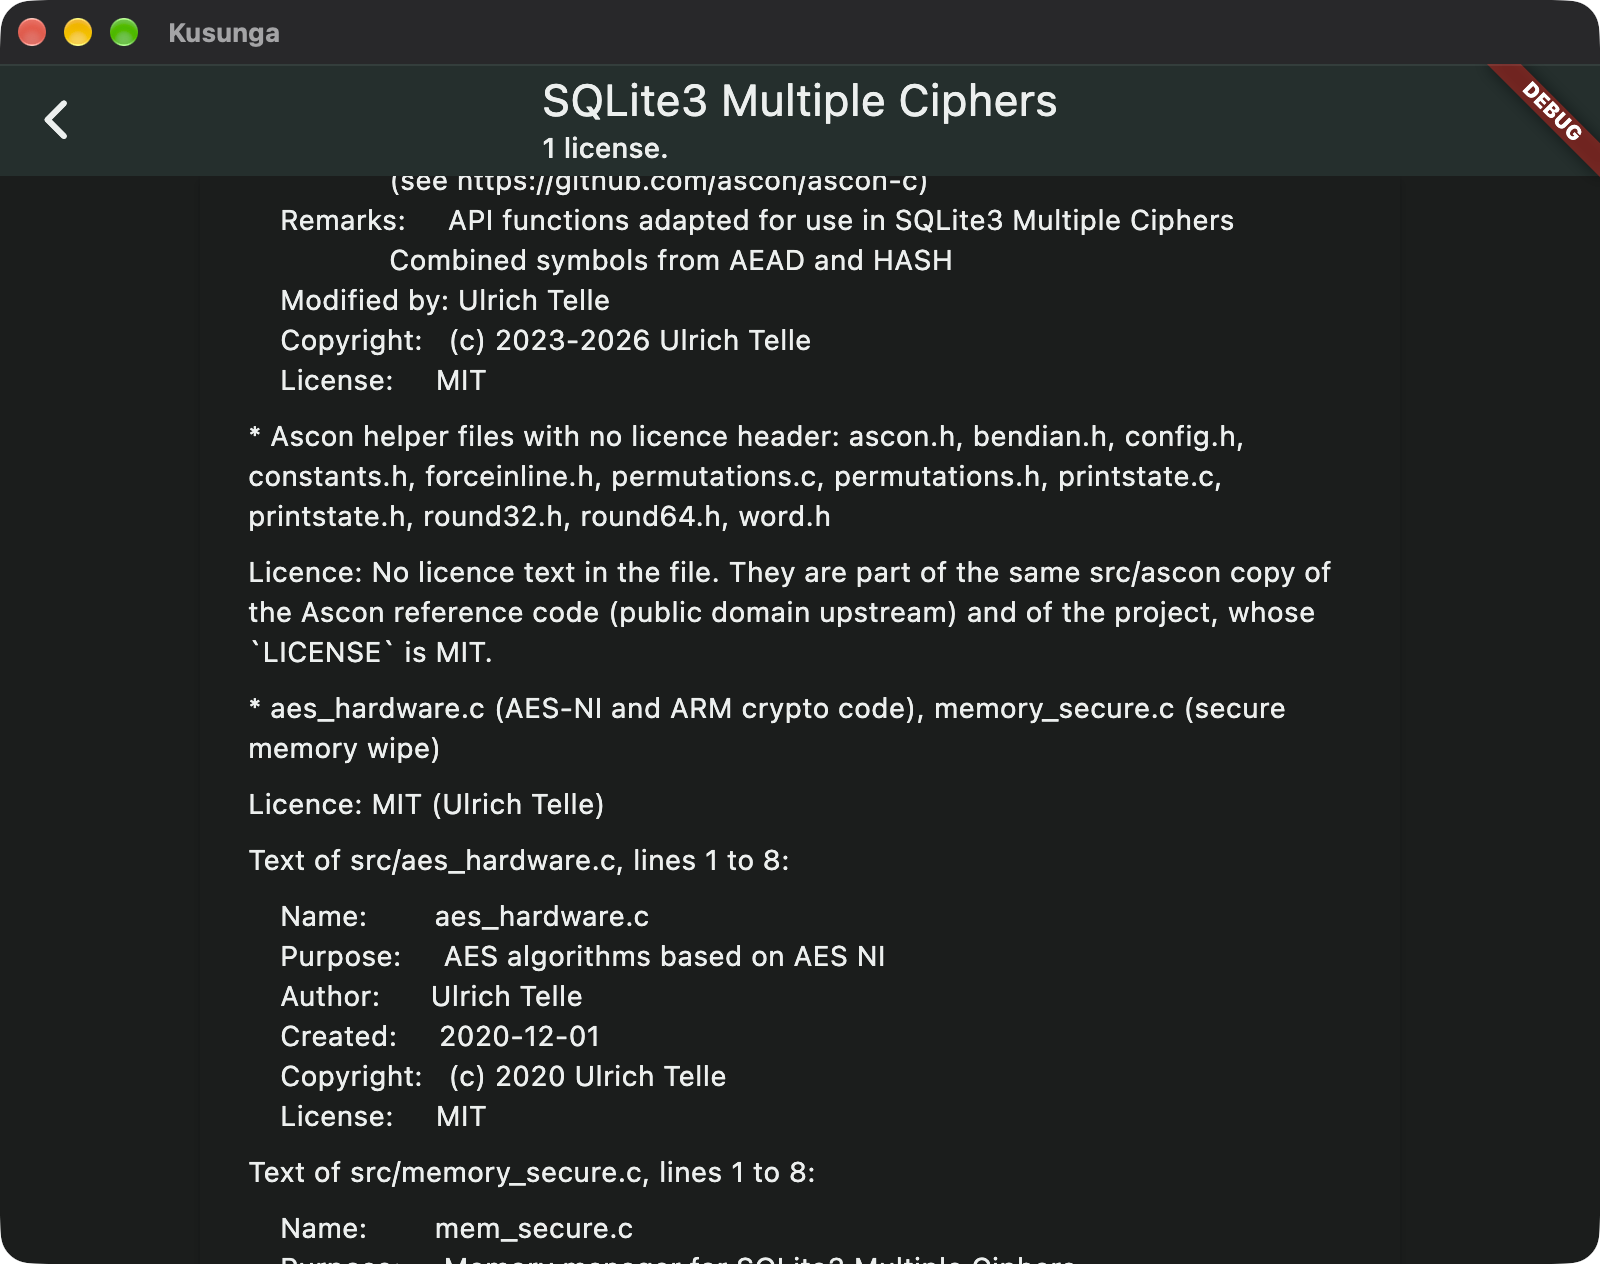 Kusunga
SQLite3 Multiple Ciphers
1 license.
DEBUG
(see https://github.com/ascon/ascon-c)
Remarks: API functions adapted for use in SQLite3 Multiple Ciphers
Combined symbols from AEAD and HASH
Modified by: Ulrich Telle
Copyright: (c) 2023-2026 Ulrich Telle
License: MIT
* Ascon helper files with no licence header: ascon.h, bendian.h, config.h,
constants.h, forceinline.h, permutations.c, permutations.h, printstate.c,
printstate.h, round32.h, round64.h, word.h
Licence: No licence text in the file. They are part of the same src/ascon copy of
the Ascon reference code (public domain upstream) and of the project, whose
`LICENSE` is MIT.
* aes_hardware.c (AES-NI and ARM crypto code), memory_secure.c (secure
memory wipe)
Licence: MIT (Ulrich Telle)
Text of src/aes_hardware.c, lines 1 to 8:
Name: aes_hardware.c
Purpose: AES algorithms based on AES NI
Author: Ulrich Telle
Created: 2020-12-01
Copyright: (c) 2020 Ulrich Telle
License: MIT
Text of src/memory_secure.c, lines 1 to 8:
Name: mem_secure.c
Purpose: Memory manager for SQLite3 Multiple Ciphers